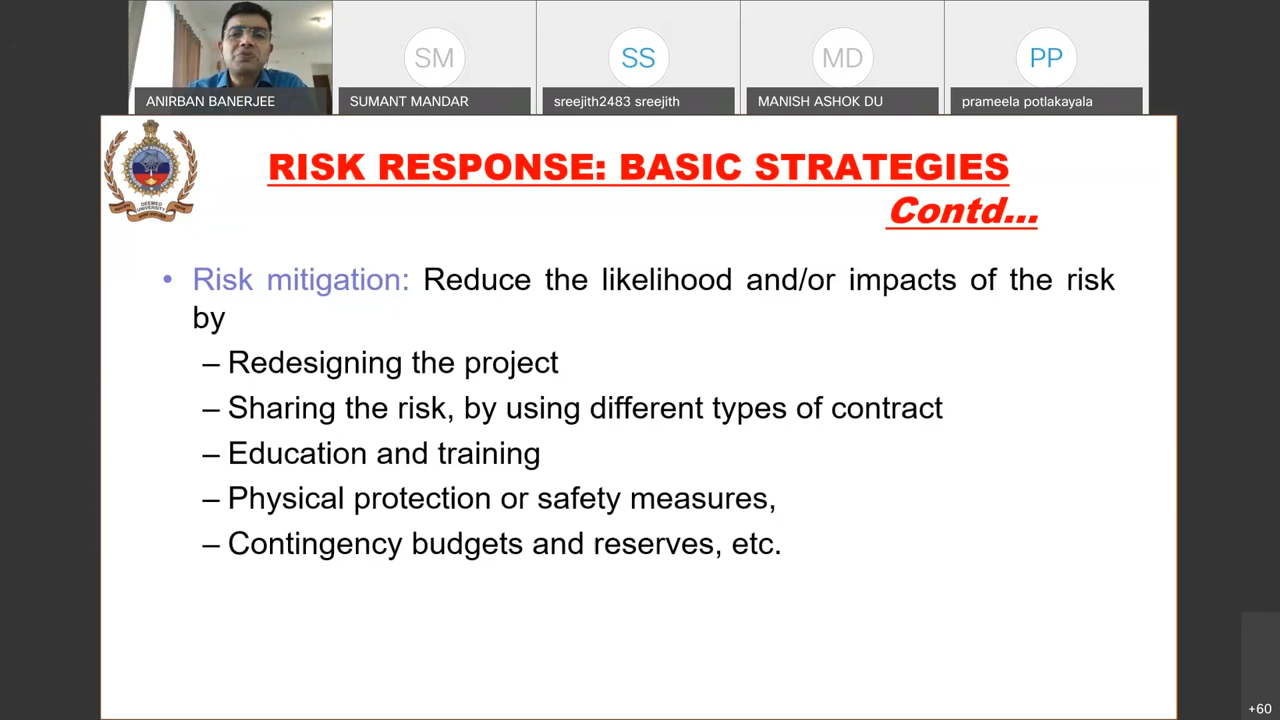 SM
SS
MD
PP
ANIRBAN BANERJEE
SUMANT MANDAR
sreejith2483 sreejith
MANISH ASHOK DU
prameela potlakayala
DEEMED
UNIVERSITY
RISK RESPONSE: BASIC STRATEGIES
Contd...
• Risk mitigation: Reduce the likelihood and/or impacts of the risk
by
– Redesigning the project
– Sharing the risk, by using different types of contract
– Education and training
– Physical protection or safety measures,
– Contingency budgets and reserves, etc.
+60